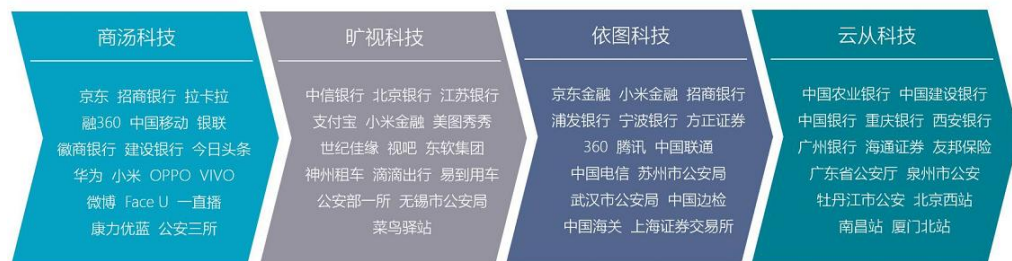 商汤科技
京东 招商银行 拉卡拉
融360 中国移动 银联
徽商银行 建设银行 今日头条
华为 小米 OPPO VIVO
微博 Face U 一直播
康力优蓝 公安三所
旷视科技
中信银行 北京银行 江苏银行
支付宝 小米金融 美图秀秀
世纪佳缘 视吧 东软集团
神州租车 滴滴出行 易到用车
公安部一所 无锡市公安局
菜鸟驿站
依图科技
京东金融 小米金融 招商银行
浦发银行 宁波银行 方正证券
360 腾讯 中国联通
中国电信 苏州市公安局
武汉市公安局 中国边检
中国海关 上海证券交易所
云从科技
中国农业银行 中国建设银行
中国银行 重庆银行 西安银行
广州银行 海通证券 友邦保险
广东省公安厅 泉州市公安
牡丹江市公安 北京西站
南昌站 厦门北站